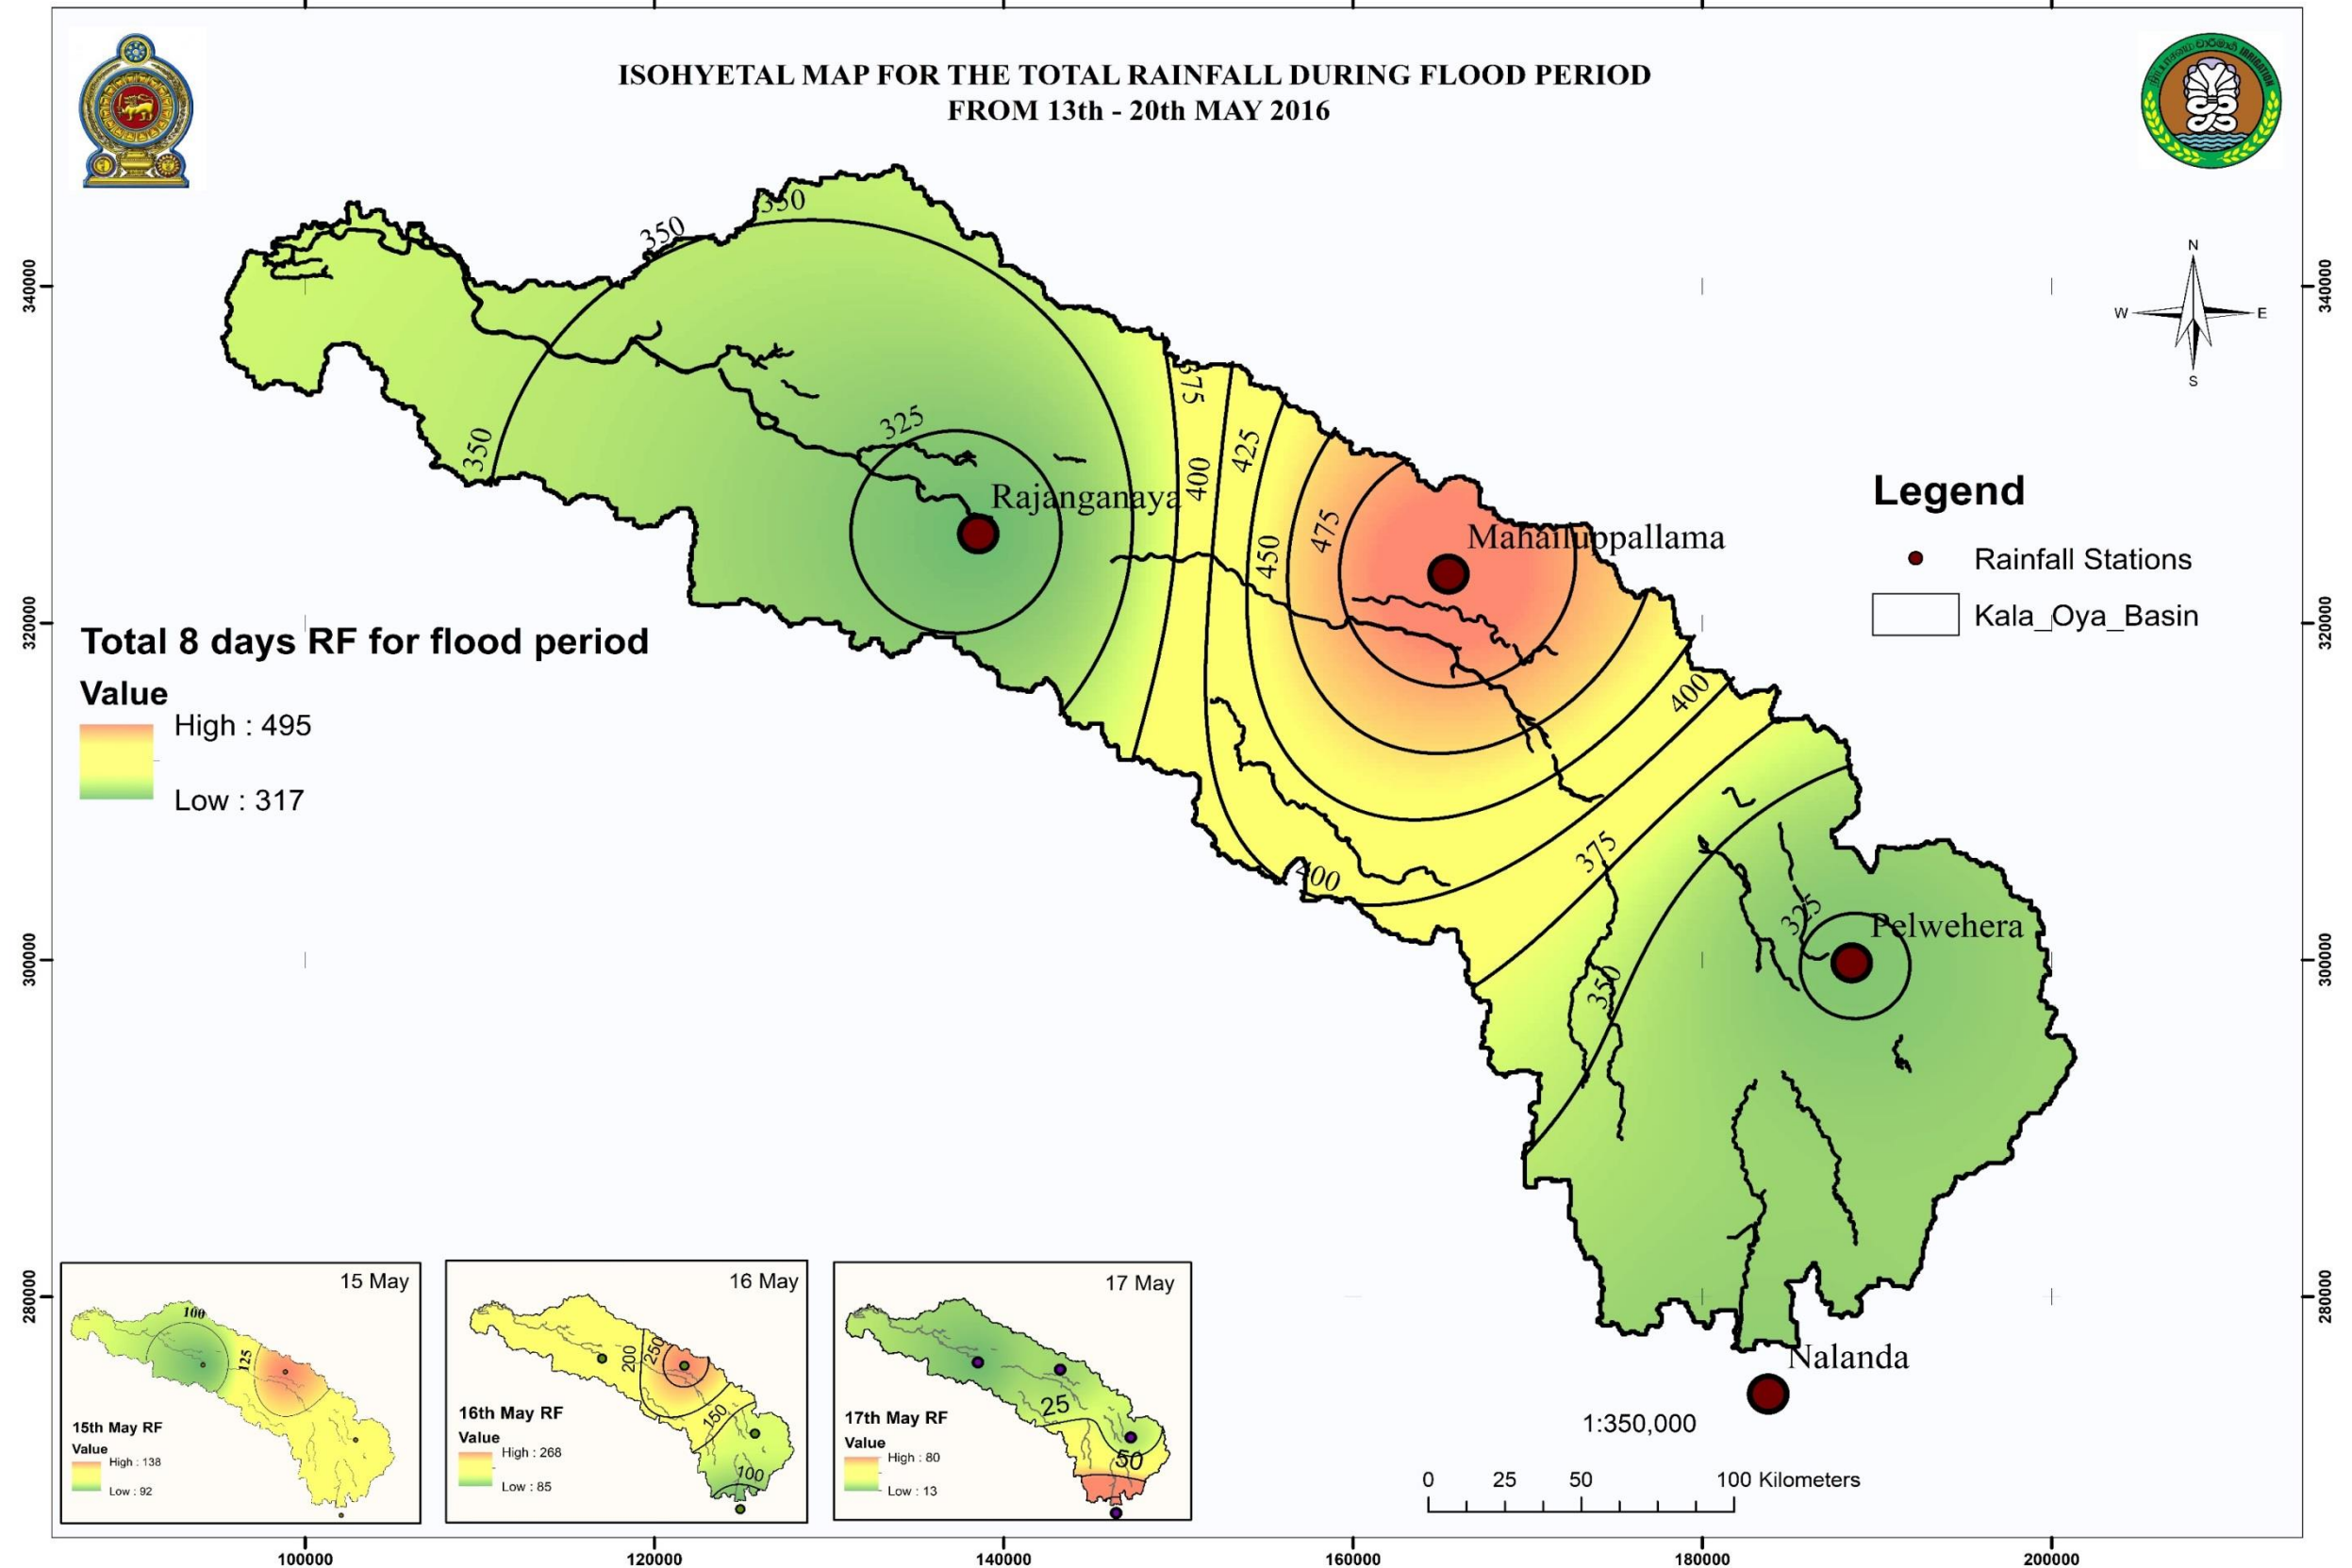 ISOHYETAL MAP FOR THE TOTAL RAINFALL DURING FLOOD PERIOD
FROM 13th - 20th MAY 2016
N
W E
S
340000
340000
320000
320000
300000
300000
280000
280000
350
350
350
325
Rajanganaya
375
400
425
450
475
Mahailuppallama
400
400
375
350
325
Pelwehera
Nalanda
Legend
Rainfall Stations
Kala_Oya_Basin
Total 8 days RF for flood period
Value
High : 495
Low : 317
15 May
100
125
15th May RF
Value
High : 138
Low : 92
16 May
200
250
150
100
16th May RF
Value
High : 268
Low : 85
17 May
25
50
17th May RF
Value
High : 80
Low : 13
1:350,000
0 25 50 100 Kilometers
100000 120000 140000 160000 180000 200000